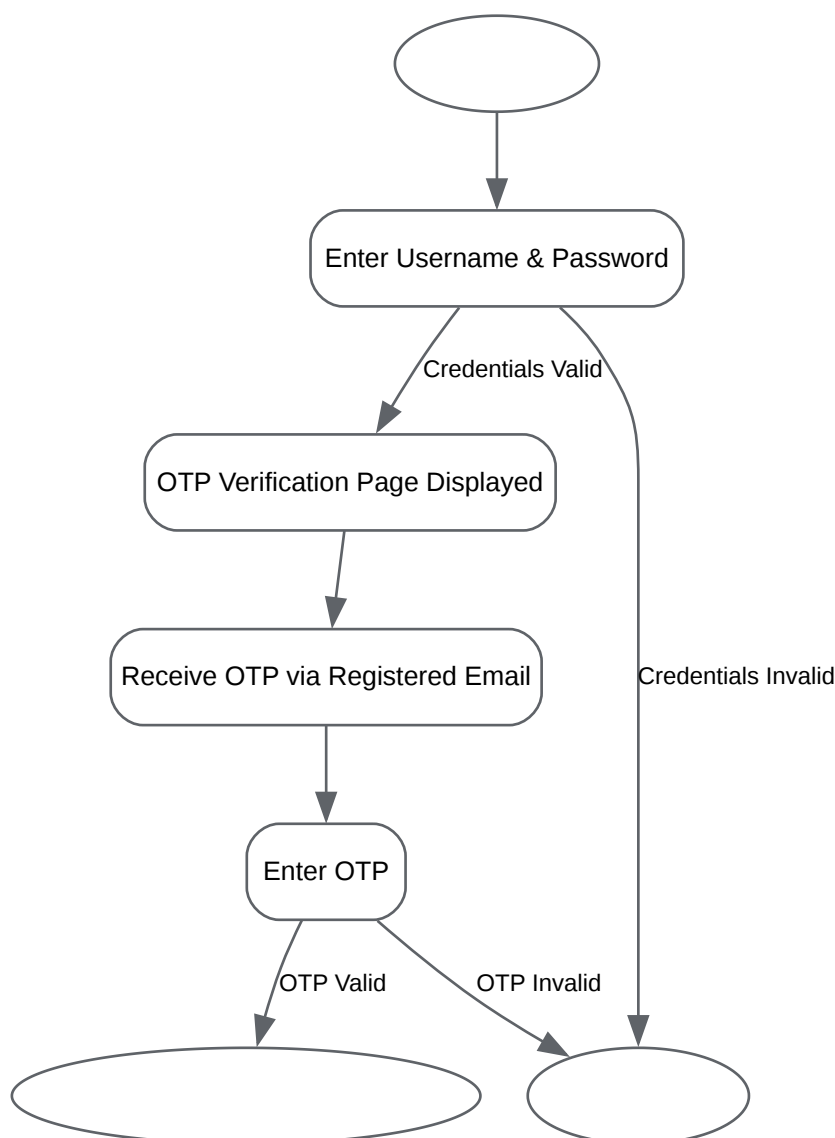 Enter Username & Password
Credentials Valid
OTP Verification Page Displayed
Receive OTP via Registered Email
Credentials Invalid
Enter OTP
OTP Valid
OTP Invalid